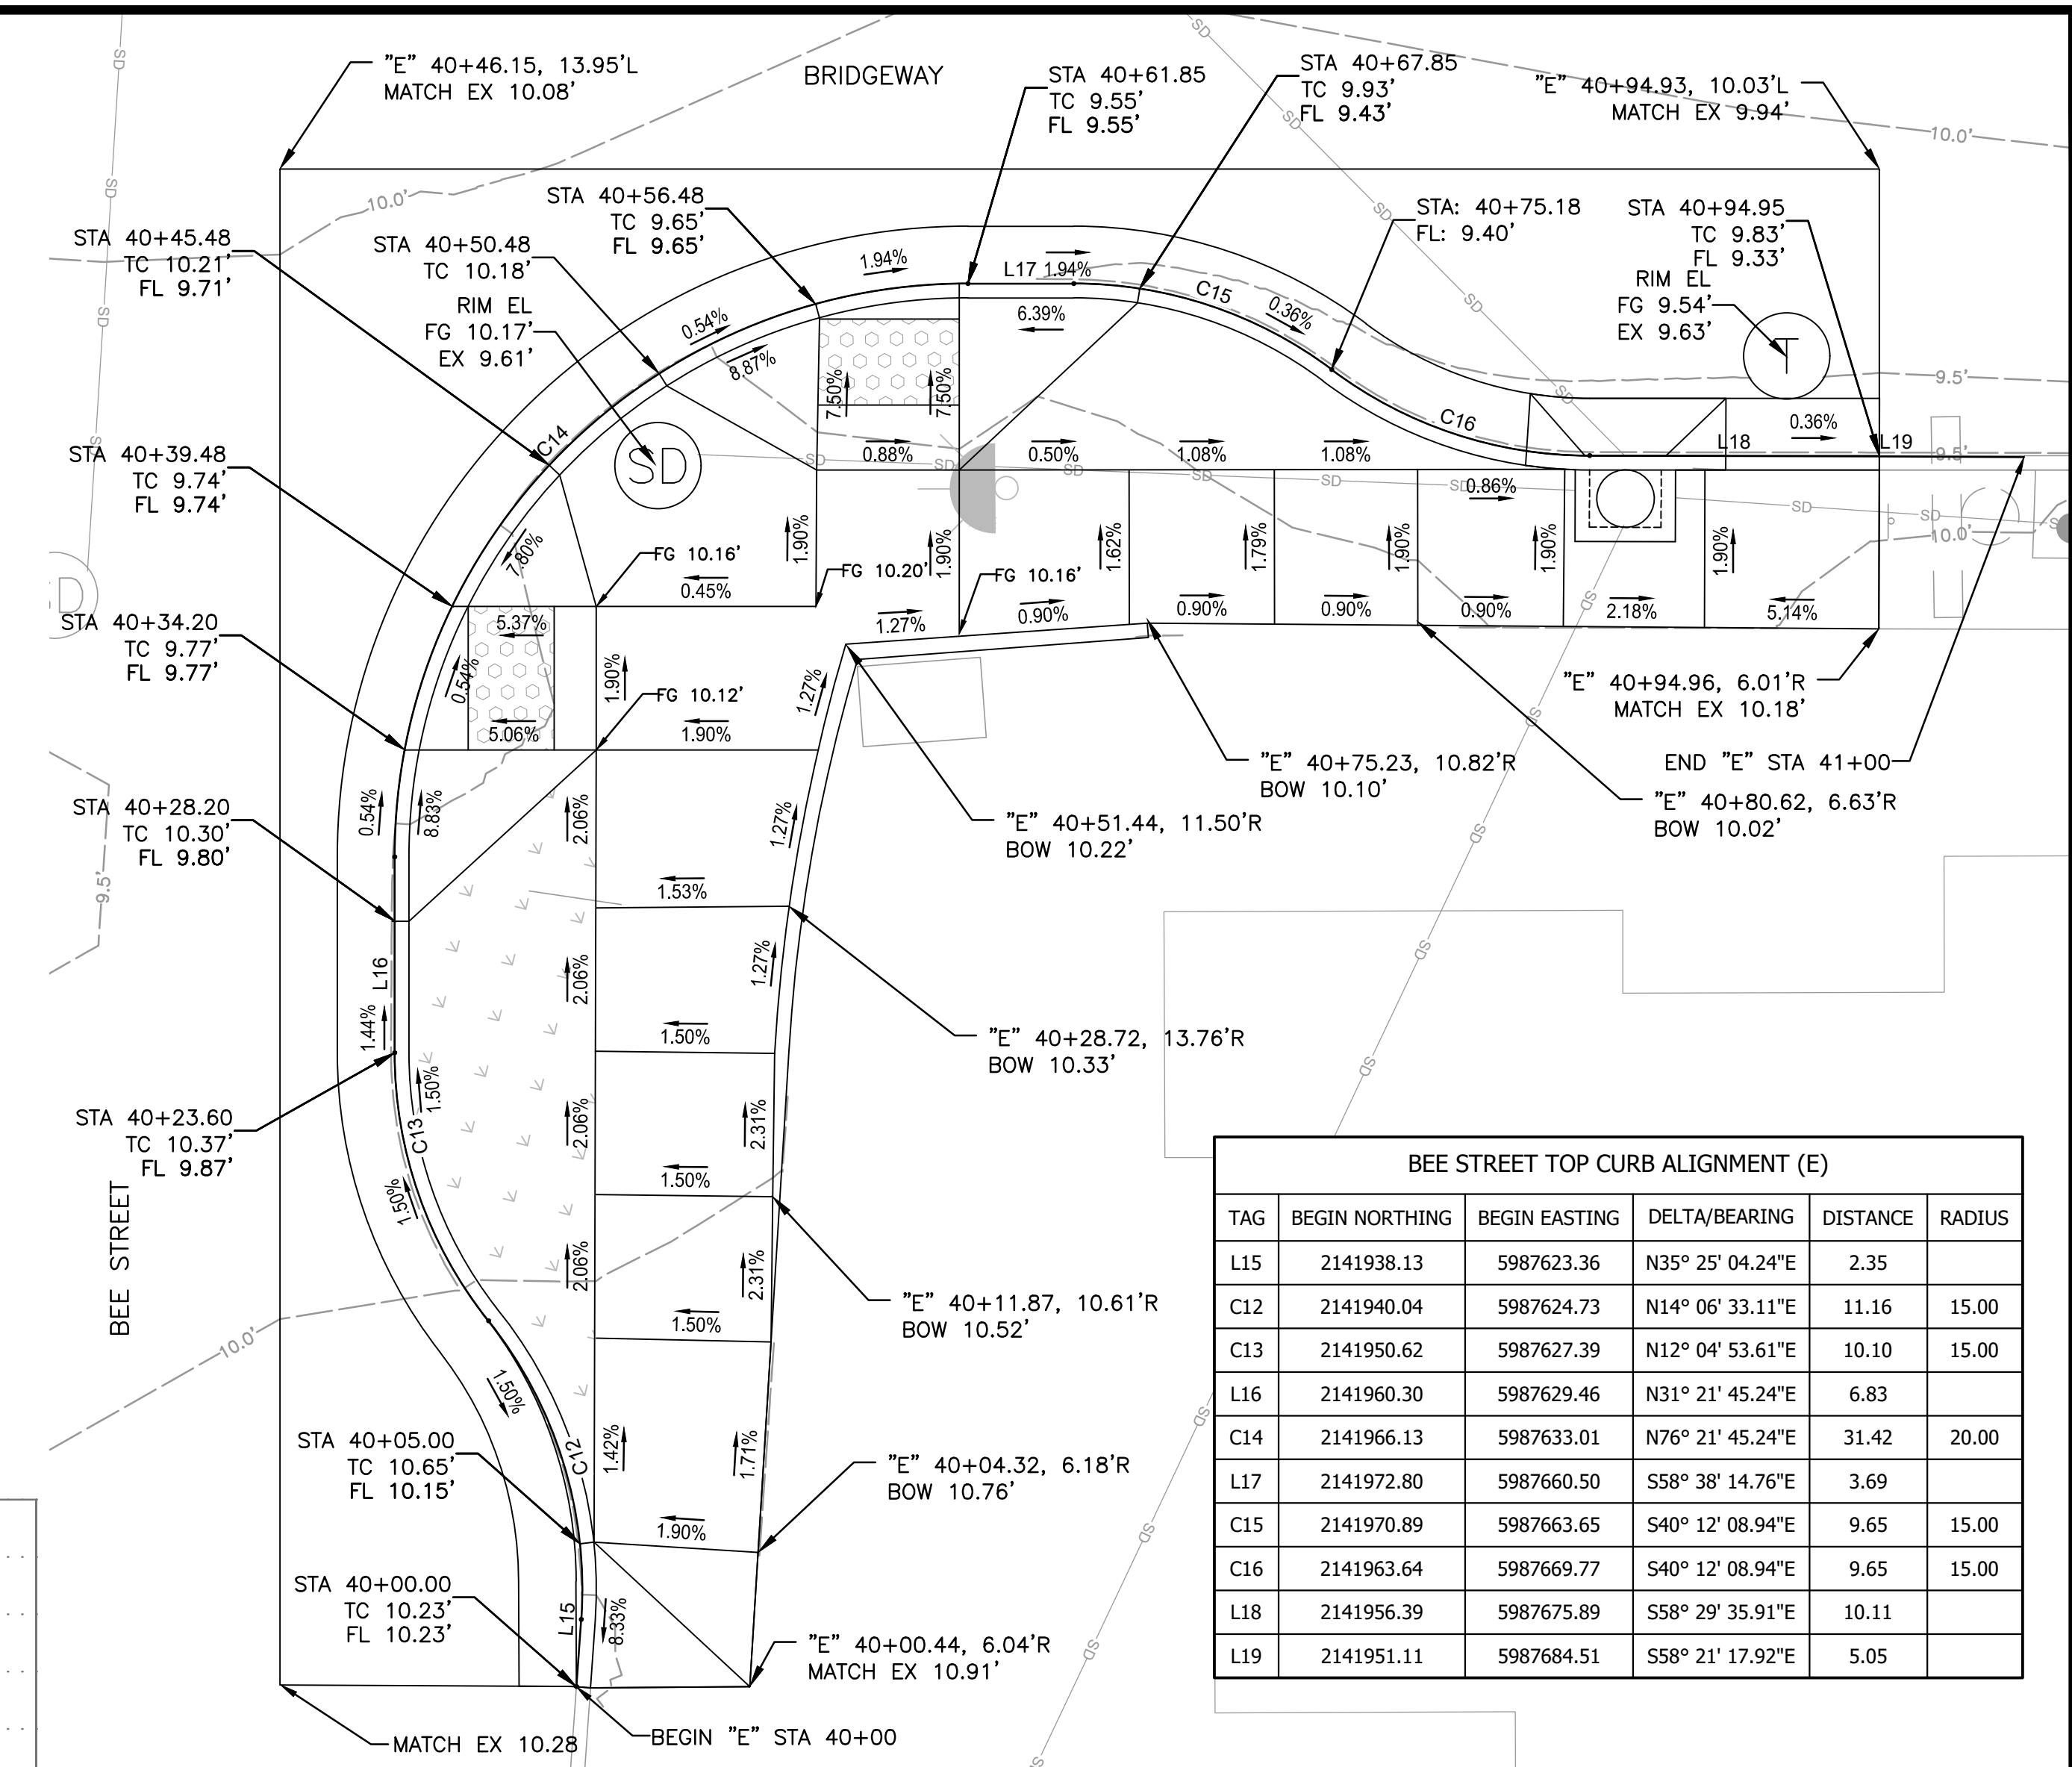 "E" 40+46.15, 13.95'L
MATCH EX 10.08'
BRIDGEWAY
STA 40+61.85
TC 9.55'
FL 9.55'
STA 40+67.85
TC 9.93'
FL 9.43'
"E" 40+94.93, 10.03'L
MATCH EX 9.94'
10.0'
10.0'
STA 40+56.48
TC 9.65'
FL 9.65'
STA: 40+75.18
FL: 9.40'
STA 40+94.95
TC 9.83'
FL 9.33'
RIM EL
FG 9.54'
EX 9.63'
T
STA 40+45.48
TC 10.21'
FL 9.71'
STA 40+50.48
TC 10.18'
RIM EL
FG 10.17'
EX 9.61'
SD
1.94%
L17 1.94%
C15
0.36%
6.39%
0.54%
8.87%
7.50%
7.50%
C14
C16
9.5'
0.36%
L18
L19
9.5'
STA 40+39.48
TC 9.74'
FL 9.74'
0.88%
0.50%
1.08%
1.08%
0.86%
7.80%
FG 10.16'
0.45%
1.90%
FG 10.20'
1.90%
FG 10.16'
1.62%
1.79%
1.90%
1.90%
1.90%
10.0'
STA 40+34.20
TC 9.77'
FL 9.77'
5.37%
0.54%
5.06%
1.90%
FG 10.12'
1.90%
1.27%
1.27%
0.90%
0.90%
0.90%
0.90%
2.18%
5.14%
"E" 40+94.96, 6.01'R
MATCH EX 10.18'
END "E" STA 41+00
"E" 40+75.23, 10.82'R
BOW 10.10'
"E" 40+80.62, 6.63'R
BOW 10.02'
"E" 40+51.44, 11.50'R
BOW 10.22'
STA 40+28.20
TC 10.30'
FL 9.80'
0.54%
8.83%
2.06%
1.27%
1.53%
9.5'
L16
1.44%
2.06%
1.27%
1.50%
"E" 40+28.72, 13.76'R
BOW 10.33'
STA 40+23.60
TC 10.37'
FL 9.87'
1.50%
C13
2.06%
2.31%
1.50%
1.50%
BEE STREET
10.0'
2.06%
2.31%
1.50%
"E" 40+11.87, 10.61'R
BOW 10.52'
1.50%
C12
1.42%
1.71%
1.90%
STA 40+05.00
TC 10.65'
FL 10.15'
"E" 40+04.32, 6.18'R
BOW 10.76'
STA 40+00.00
TC 10.23'
FL 10.23'
L15
8.33%
"E" 40+00.44, 6.04'R
MATCH EX 10.91'
MATCH EX 10.28
BEGIN "E" STA 40+00
BEE STREET TOP CURB ALIGNMENT (E)
TAG BEGIN NORTHING BEGIN EASTING DELTA/BEARING DISTANCE RADIUS
L15 2141938.13 5987623.36 N35° 25' 04.24"E 2.35
C12 2141940.04 5987624.73 N14° 06' 33.11"E 11.16 15.00
C13 2141950.62 5987627.39 N12° 04' 53.61"E 10.10 15.00
L16 2141960.30 5987629.46 N31° 21' 45.24"E 6.83
C14 2141966.13 5987633.01 N76° 21' 45.24"E 31.42 20.00
L17 2141972.80 5987660.50 S58° 38' 14.76"E 3.69
C15 2141970.89 5987663.65 S40° 12' 08.94"E 9.65 15.00
C16 2141963.64 5987669.77 S40° 12' 08.94"E 9.65 15.00
L18 2141956.39 5987675.89 S58° 29' 35.91"E 10.11
L19 2141951.11 5987684.51 S58° 21' 17.92"E 5.05